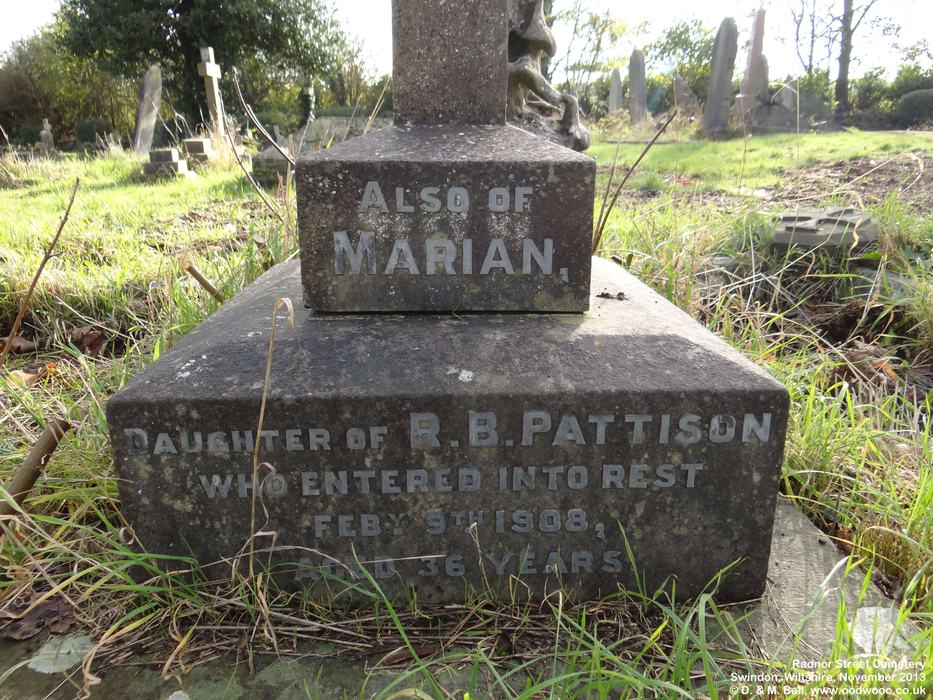 ALSO OF
MARIAN,
DAUGHTER OF R.B. PATTISON
WHO ENTERED INTO REST
FEBY 9TH 1908,
AGED 36 YEARS
Radnor Street Cemetery
Swindon, Wiltshire, November 2013
© D. & M. Ball, www.oodwooc.co.uk